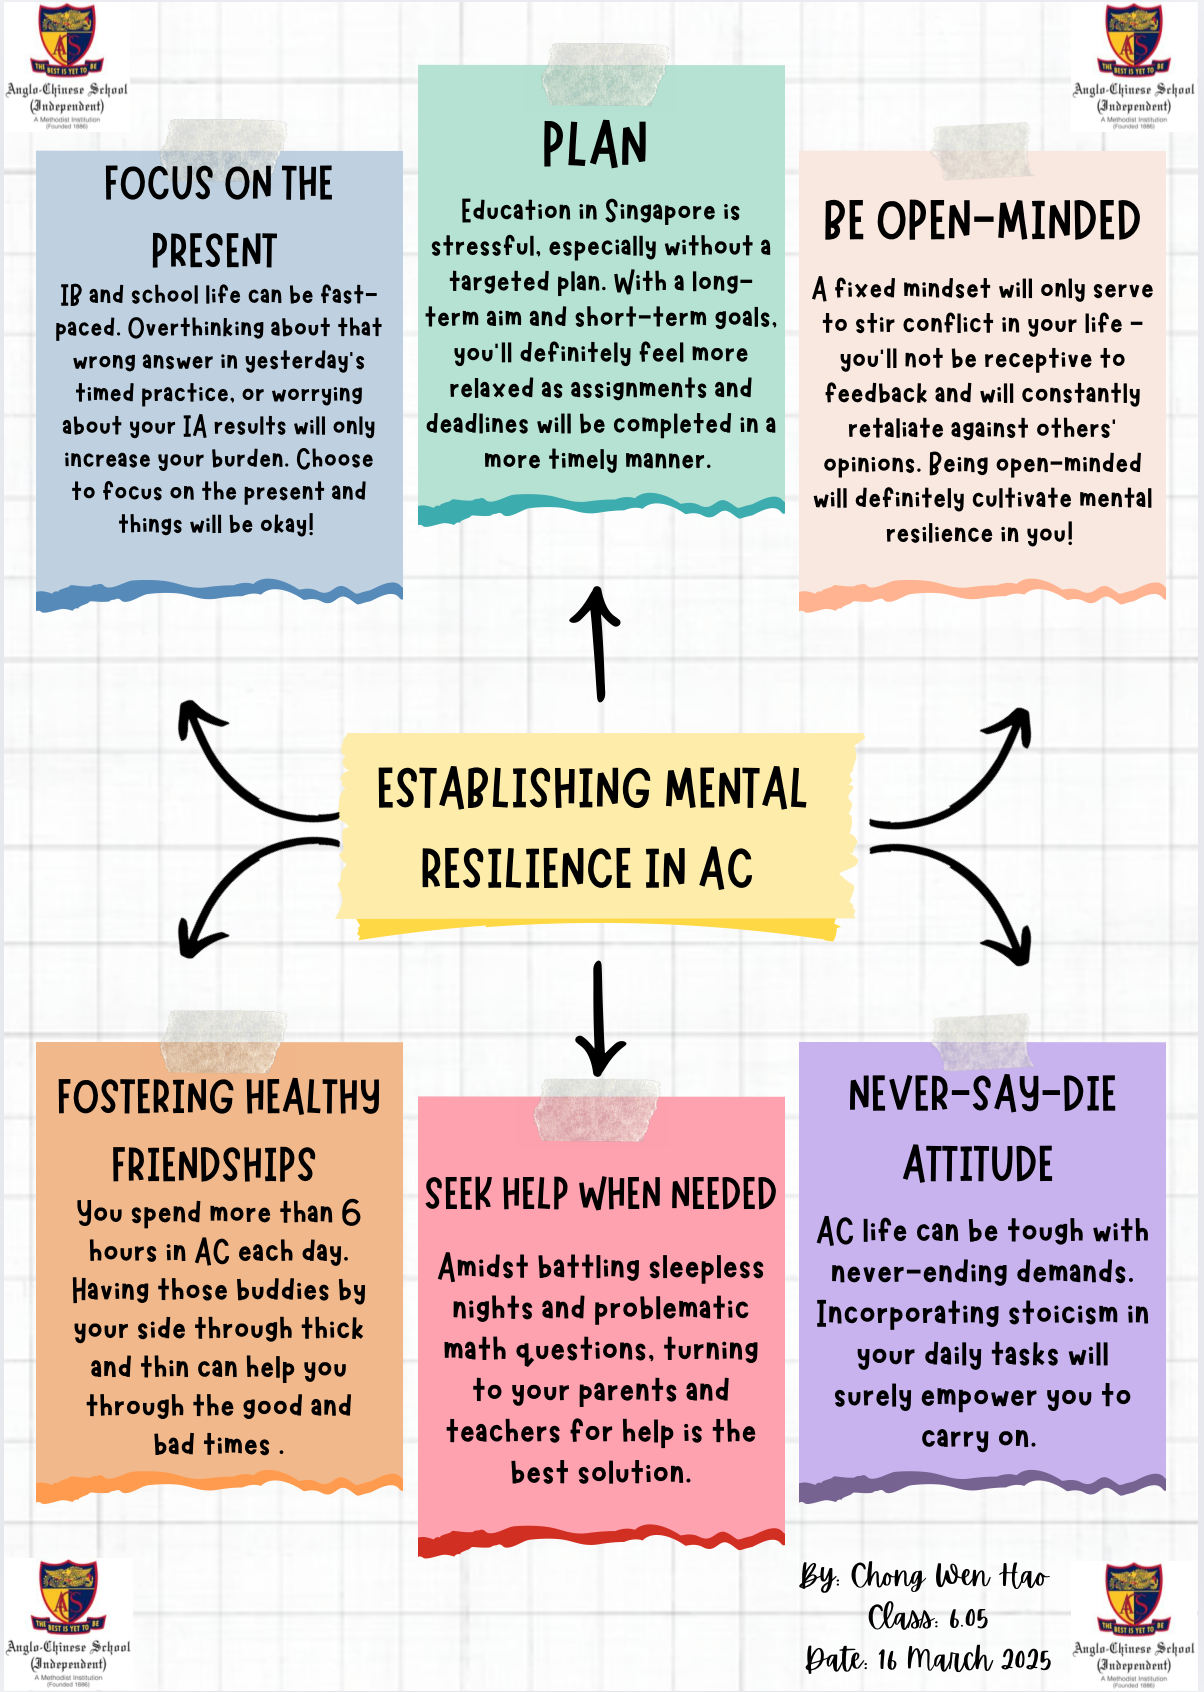 THE BEST IS YET TO BE
Anglo-Chinese School
(Independent)
A Methodist Institution
(Founded 1886)
THE BEST IS YET TO BE
Anglo-Chinese School
(Independent)
A Methodist Institution
(Founded 1886)
FOCUS ON THE
PRESENT
IB and school life can be fast-
paced. Overthinking about that
wrong answer in yesterday's
timed practice, or worrying
about your IA results will only
increase your burden. Choose
to focus on the present and
things will be okay!
PLAN
Education in Singapore is
stressful, especially without a
targeted plan. With a long-
term aim and short-term goals,
you'll definitely feel more
relaxed as assignments and
deadlines will be completed in a
more timely manner.
BE OPEN-MINDED
A fixed mindset will only serve
to stir conflict in your life -
you'll not be receptive to
feedback and will constantly
retaliate against others'
opinions. Being open-minded
will definitely cultivate mental
resilience in you!
ESTABLISHING MENTAL
RESILIENCE IN AC
FOSTERING HEALTHY
FRIENDSHIPS
You spend more than 6
hours in AC each day.
Having those buddies by
your side through thick
and thin can help you
through the good and
bad times .
SEEK HELP WHEN NEEDED
Amidst battling sleepless
nights and problematic
math questions, turning
to your parents and
teachers for help is the
best solution.
NEVER-SAY-DIE
ATTITUDE
AC life can be tough with
never-ending demands.
Incorporating stoicism in
your daily tasks will
surely empower you to
carry on.
THE BEST IS YET TO BE
Anglo-Chinese School
(Independent)
A Methodist Institution
(Founded 1886)
By: Chong Wen Hao
Class: 6.05
Date: 16 March 2025
THE BEST IS YET TO BE
Anglo-Chinese School
(Independent)
A Methodist Institution
(Founded 1886)